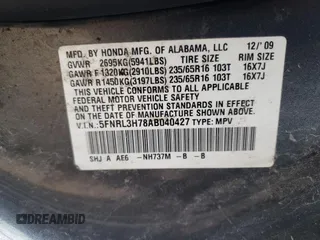 MFD. BY HONDA MFG. OF ALABAMA, LLC 12/'09
GVWR 2695KG(5941LBS) TIRE SIZE RIM SIZE
GAWR F 1320KG(2910LBS) 235/65R16 103T 16X7J
GAWR R1450KG(3197LBS) 235/65R16 103T 16X7J
THIS VEHICLE CONFORMS TO ALL APPLICABLE
FEDERAL MOTOR VEHICLE SAFETY AND THEFT
PREVENTION STANDARDS IN EFFECT ON THE
DATE OF MANUFACTURE SHOWN ABOVE.
V.I.N.: 5FNRL3H78AB040427 TYPE: MPV
SHJ A AE6 -NH737M -B -B
DREAMBID